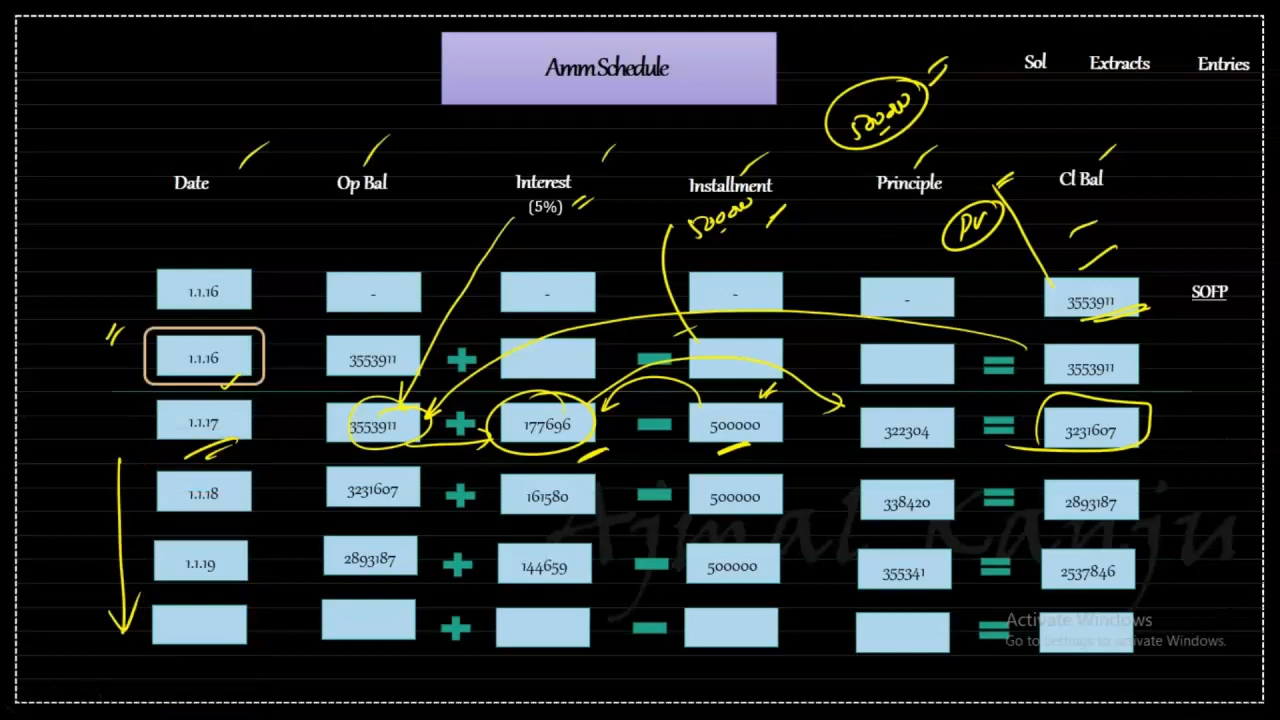 Amm Schedule
Sol Extracts Entries
500000
Date Op Bal Interest Installment Principle Cl Bal
(5%)
500000
PV
1.1.16 - - - - 3553911 SOFP
1.1.16 3553911 + - = 3553911
1.1.17 3553911 + 177696 - 500000 322304 = 3231607
1.1.18 3231607 + 161580 - 500000 338420 = 2893187
Ajmal Kanju
1.1.19 2893187 + 144659 - 500000 355341 = 2537846
+ - =
Activate Windows
Go to Settings to activate Windows.